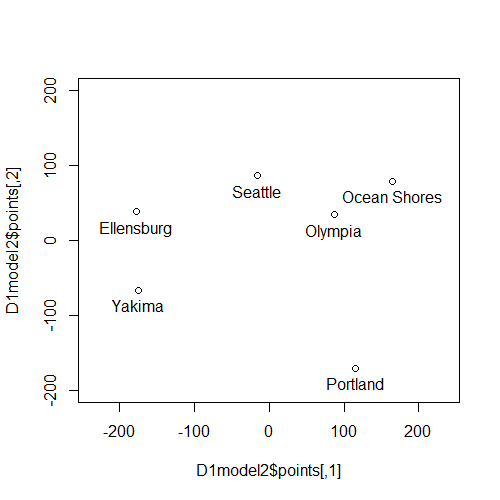 D1model2$points[,2]
200
100
0
-100
-200
Seattle
Ocean Shores
Ellensburg
Olympia
Yakima
Portland
-200 -100 0 100 200
D1model2$points[,1]